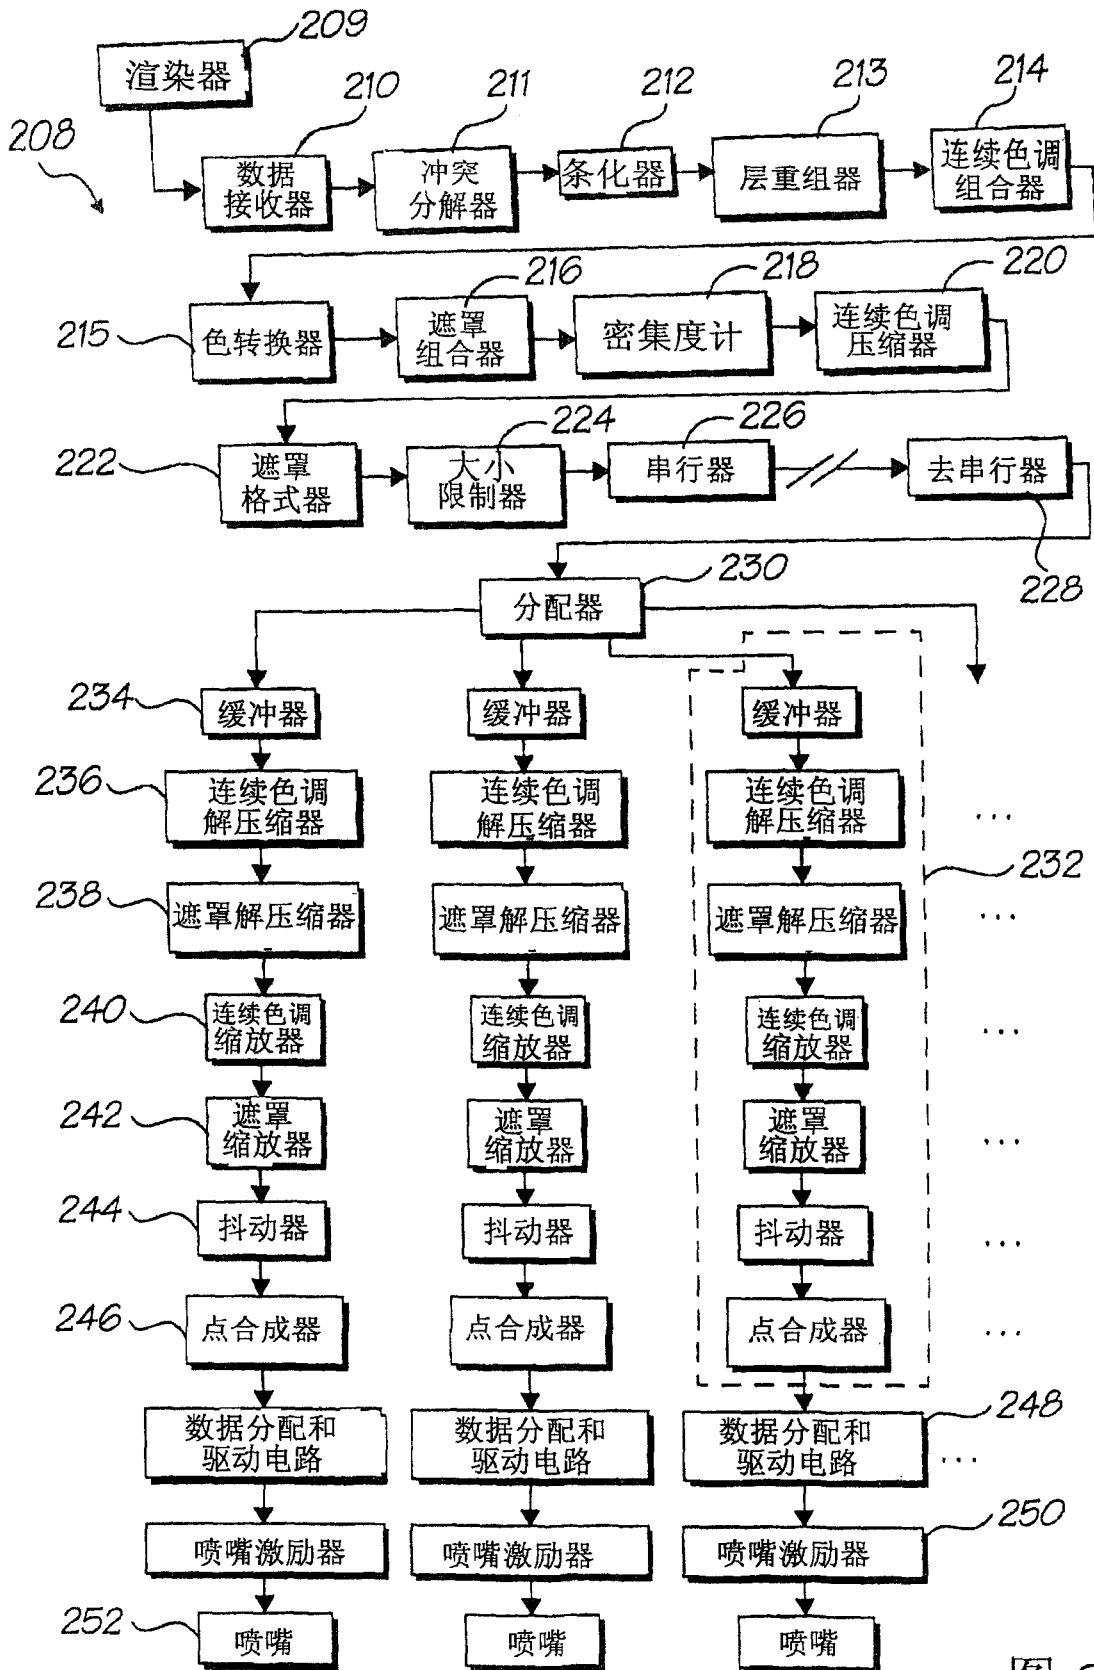 209
渲染器
208
210
211
212
213
214
数据
接收器
冲突
分解器
条化器
层重组器
连续色调
组合器
215
216
218
220
色转换器
遮罩
组合器
密集度计
连续色调
压缩器
222
224
226
遮罩
格式器
大小
限制器
串行器
去串行器
228
230
分配器
234
缓冲器
缓冲器
缓冲器
236
连续色调
解压缩器
连续色调
解压缩器
连续色调
解压缩器
...
232
238
遮罩解压缩器
遮罩解压缩器
遮罩解压缩器
...
240
连续色调
缩放器
连续色调
缩放器
连续色调
缩放器
...
242
遮罩
缩放器
遮罩
缩放器
遮罩
缩放器
...
244
抖动器
抖动器
抖动器
...
246
点合成器
点合成器
点合成器
...
数据分配和
驱动电路
数据分配和
驱动电路
数据分配和
驱动电路
248
...
喷嘴激励器
喷嘴激励器
喷嘴激励器
250
252
喷嘴
喷嘴
喷嘴
图